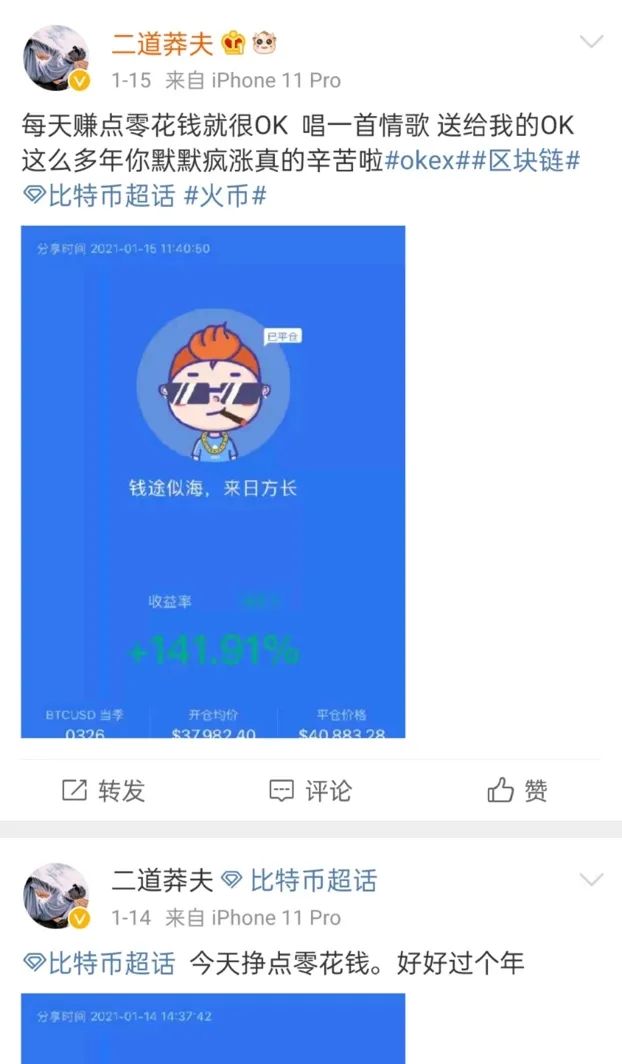 二道莽夫
1-15 来自 iPhone 11 Pro
每天赚点零花钱就很OK 唱一首情歌 送给我的OK
这么多年你默默疯涨真的辛苦啦#okex##区块链#
比特币超话 #火币#
分享时间 2021-01-15 11:40:50
已平仓
钱途似海，来日方长
收益率
+141.91%
BTCUSD 当季 开仓均价 平仓价格
0326 $37,982.40 $40,883.28
转发 评论 赞
二道莽夫 比特币超话
1-14 来自 iPhone 11 Pro
比特币超话 今天挣点零花钱。好好过个年
分享时间 2021-01-14 14:37:42